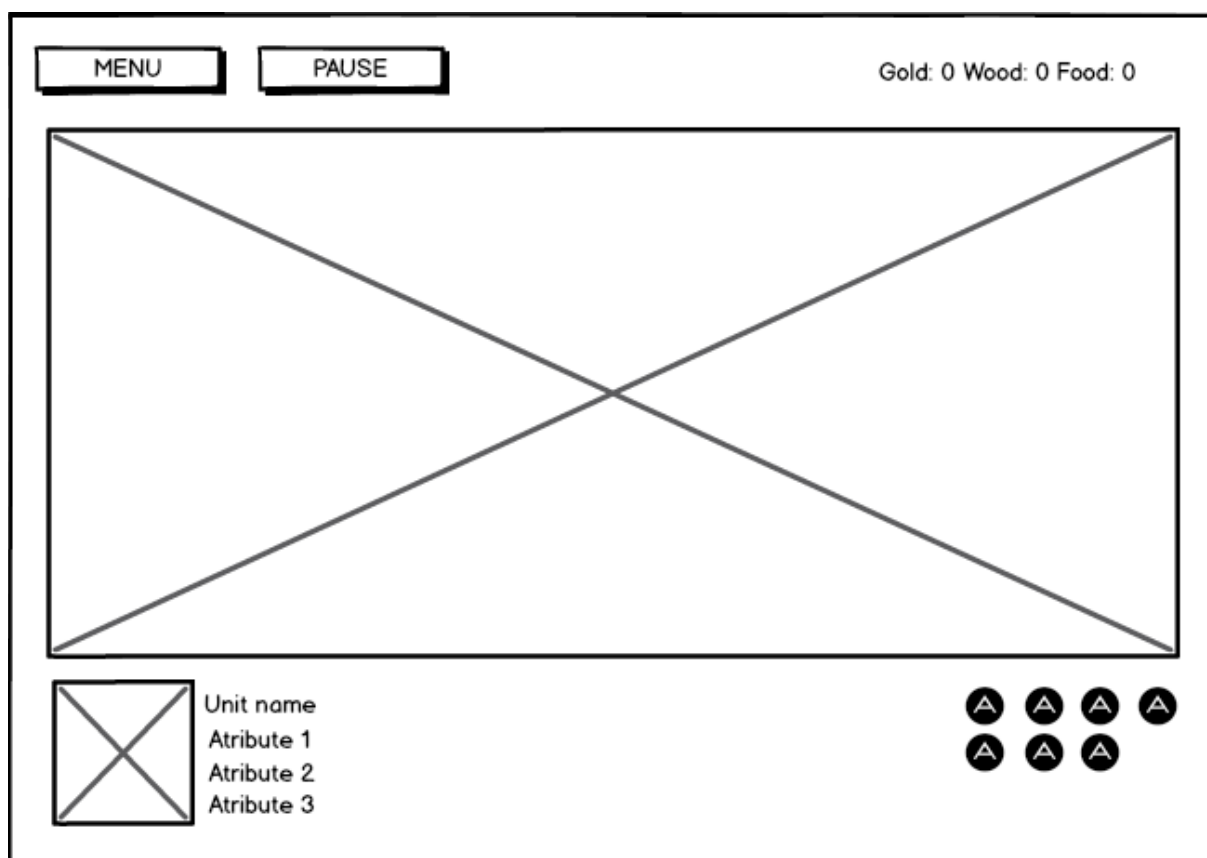 MENU PAUSE Gold: 0 Wood: 0 Food: 0
Unit name
Atribute 1
Atribute 2
Atribute 3
A A A A
A A A